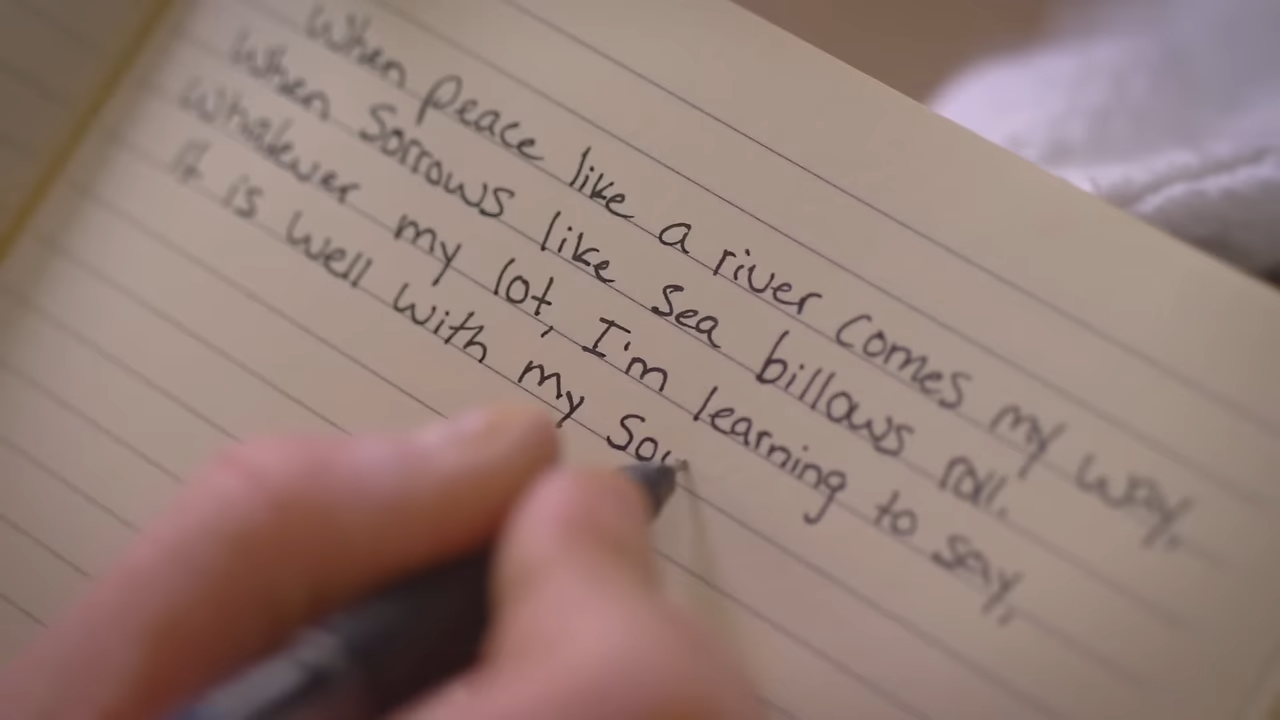 When peace like a river comes my way,
When Sorrows like sea billows roll.
Whatever my lot, I'm learning to say,
It is well with my Sou